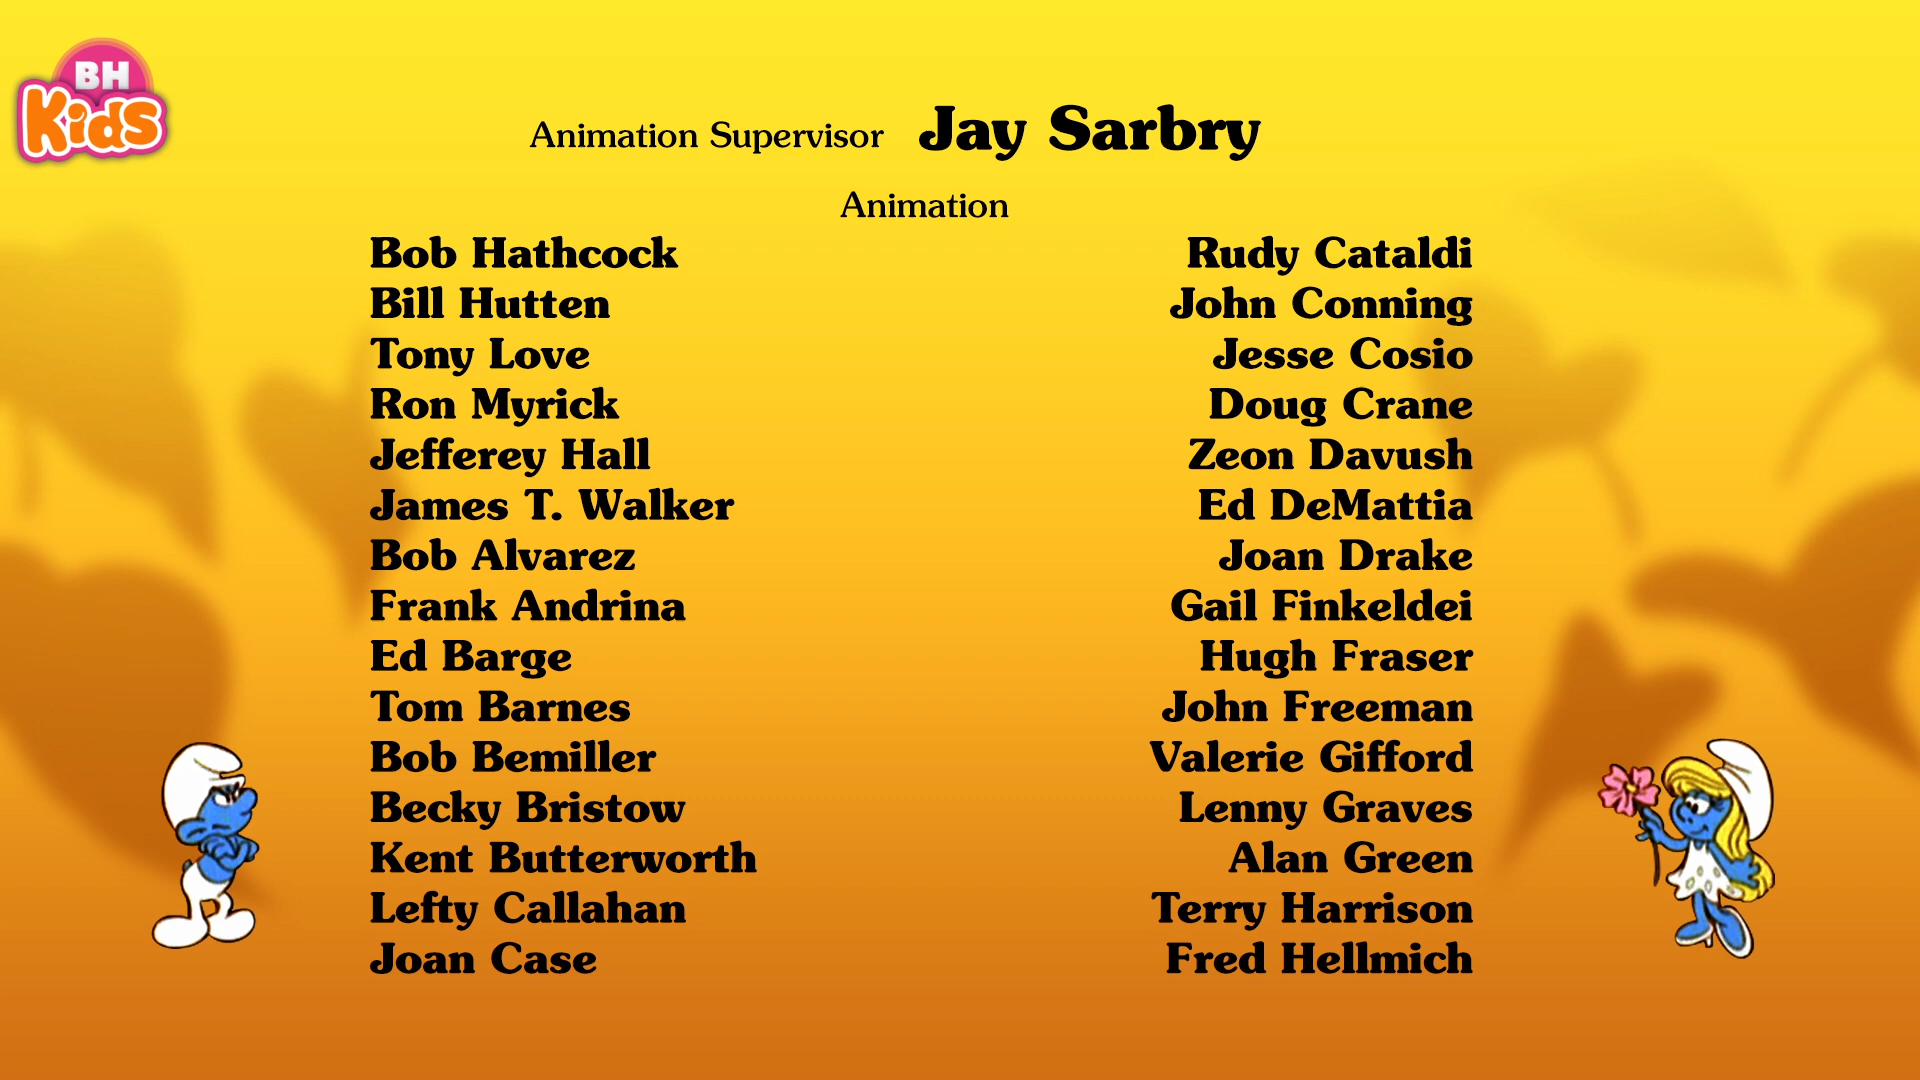 BH
Kids
Animation Supervisor Jay Sarbry
Animation
Bob Hathcock
Bill Hutten
Tony Love
Ron Myrick
Jefferey Hall
James T. Walker
Bob Alvarez
Frank Andrina
Ed Barge
Tom Barnes
Bob Bemiller
Becky Bristow
Kent Butterworth
Lefty Callahan
Joan Case
Rudy Cataldi
John Conning
Jesse Cosio
Doug Crane
Zeon Davush
Ed DeMattia
Joan Drake
Gail Finkeldei
Hugh Fraser
John Freeman
Valerie Gifford
Lenny Graves
Alan Green
Terry Harrison
Fred Hellmich